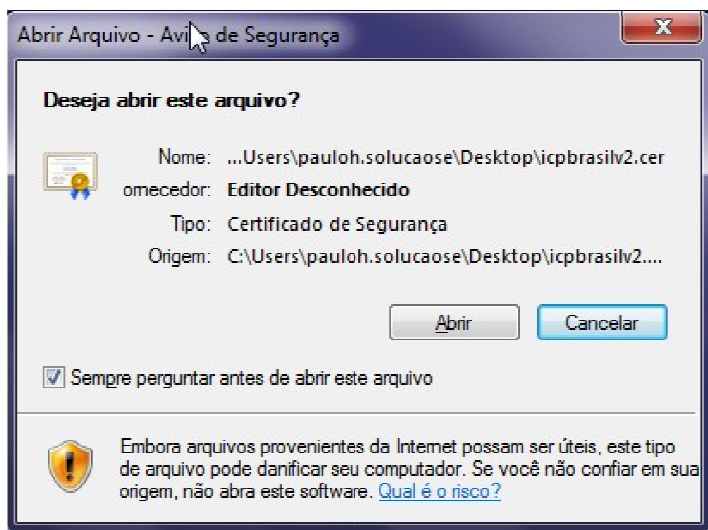 Abrir Arquivo - Aviso de Segurança
Deseja abrir este arquivo?
Nome: ...Users\pauloh.solucaose\Desktop\icpbrasilv2.cer
ornecedor: Editor Desconhecido
Tipo: Certificado de Segurança
Origem: C:\Users\pauloh.solucaose\Desktop\icpbrasilv2....
Abrir Cancelar
Sempre perguntar antes de abrir este arquivo
Embora arquivos provenientes da Internet possam ser úteis, este tipo
de arquivo pode danificar seu computador. Se você não confiar em sua
origem, não abra este software. Qual é o risco?